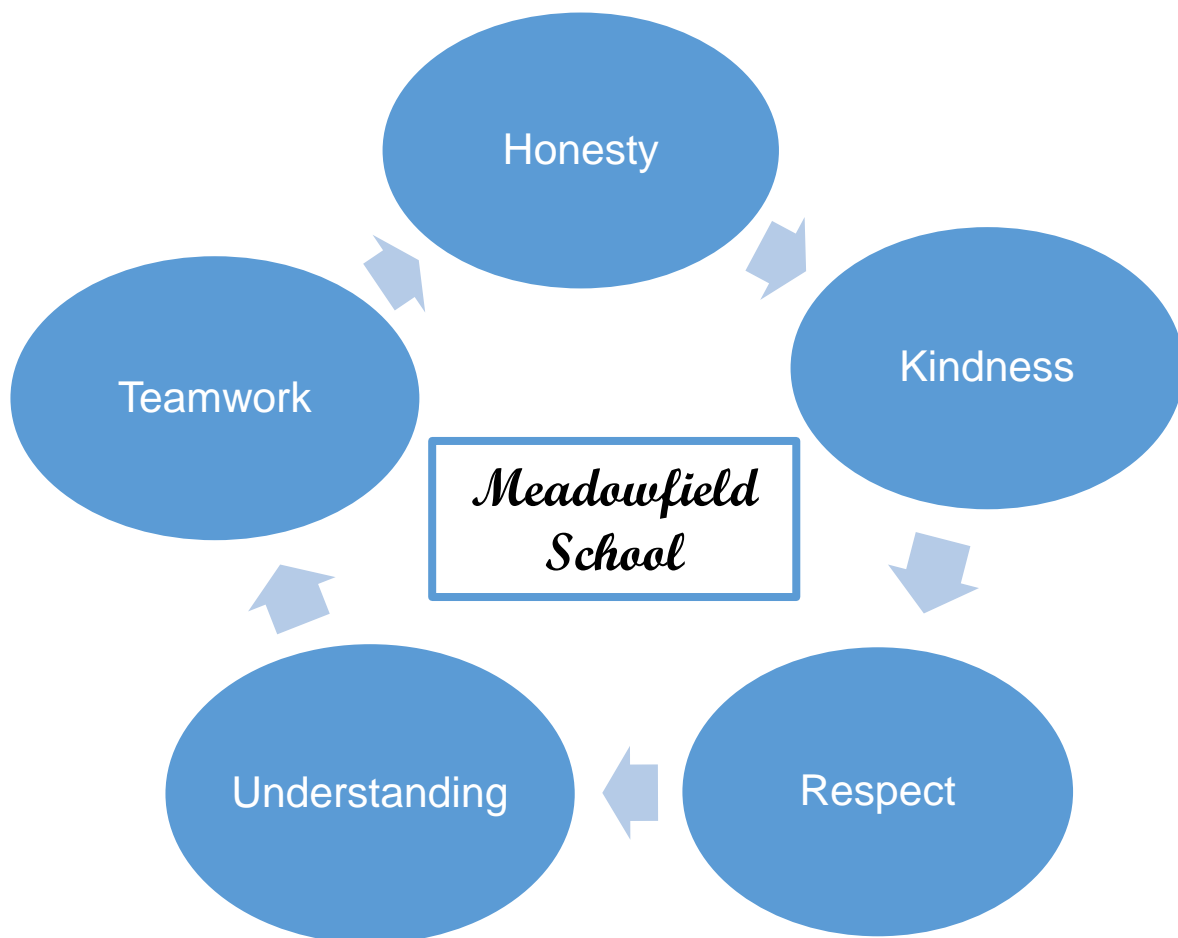 Honesty
Kindness
Teamwork
Meadowfield
School
Understanding
Respect